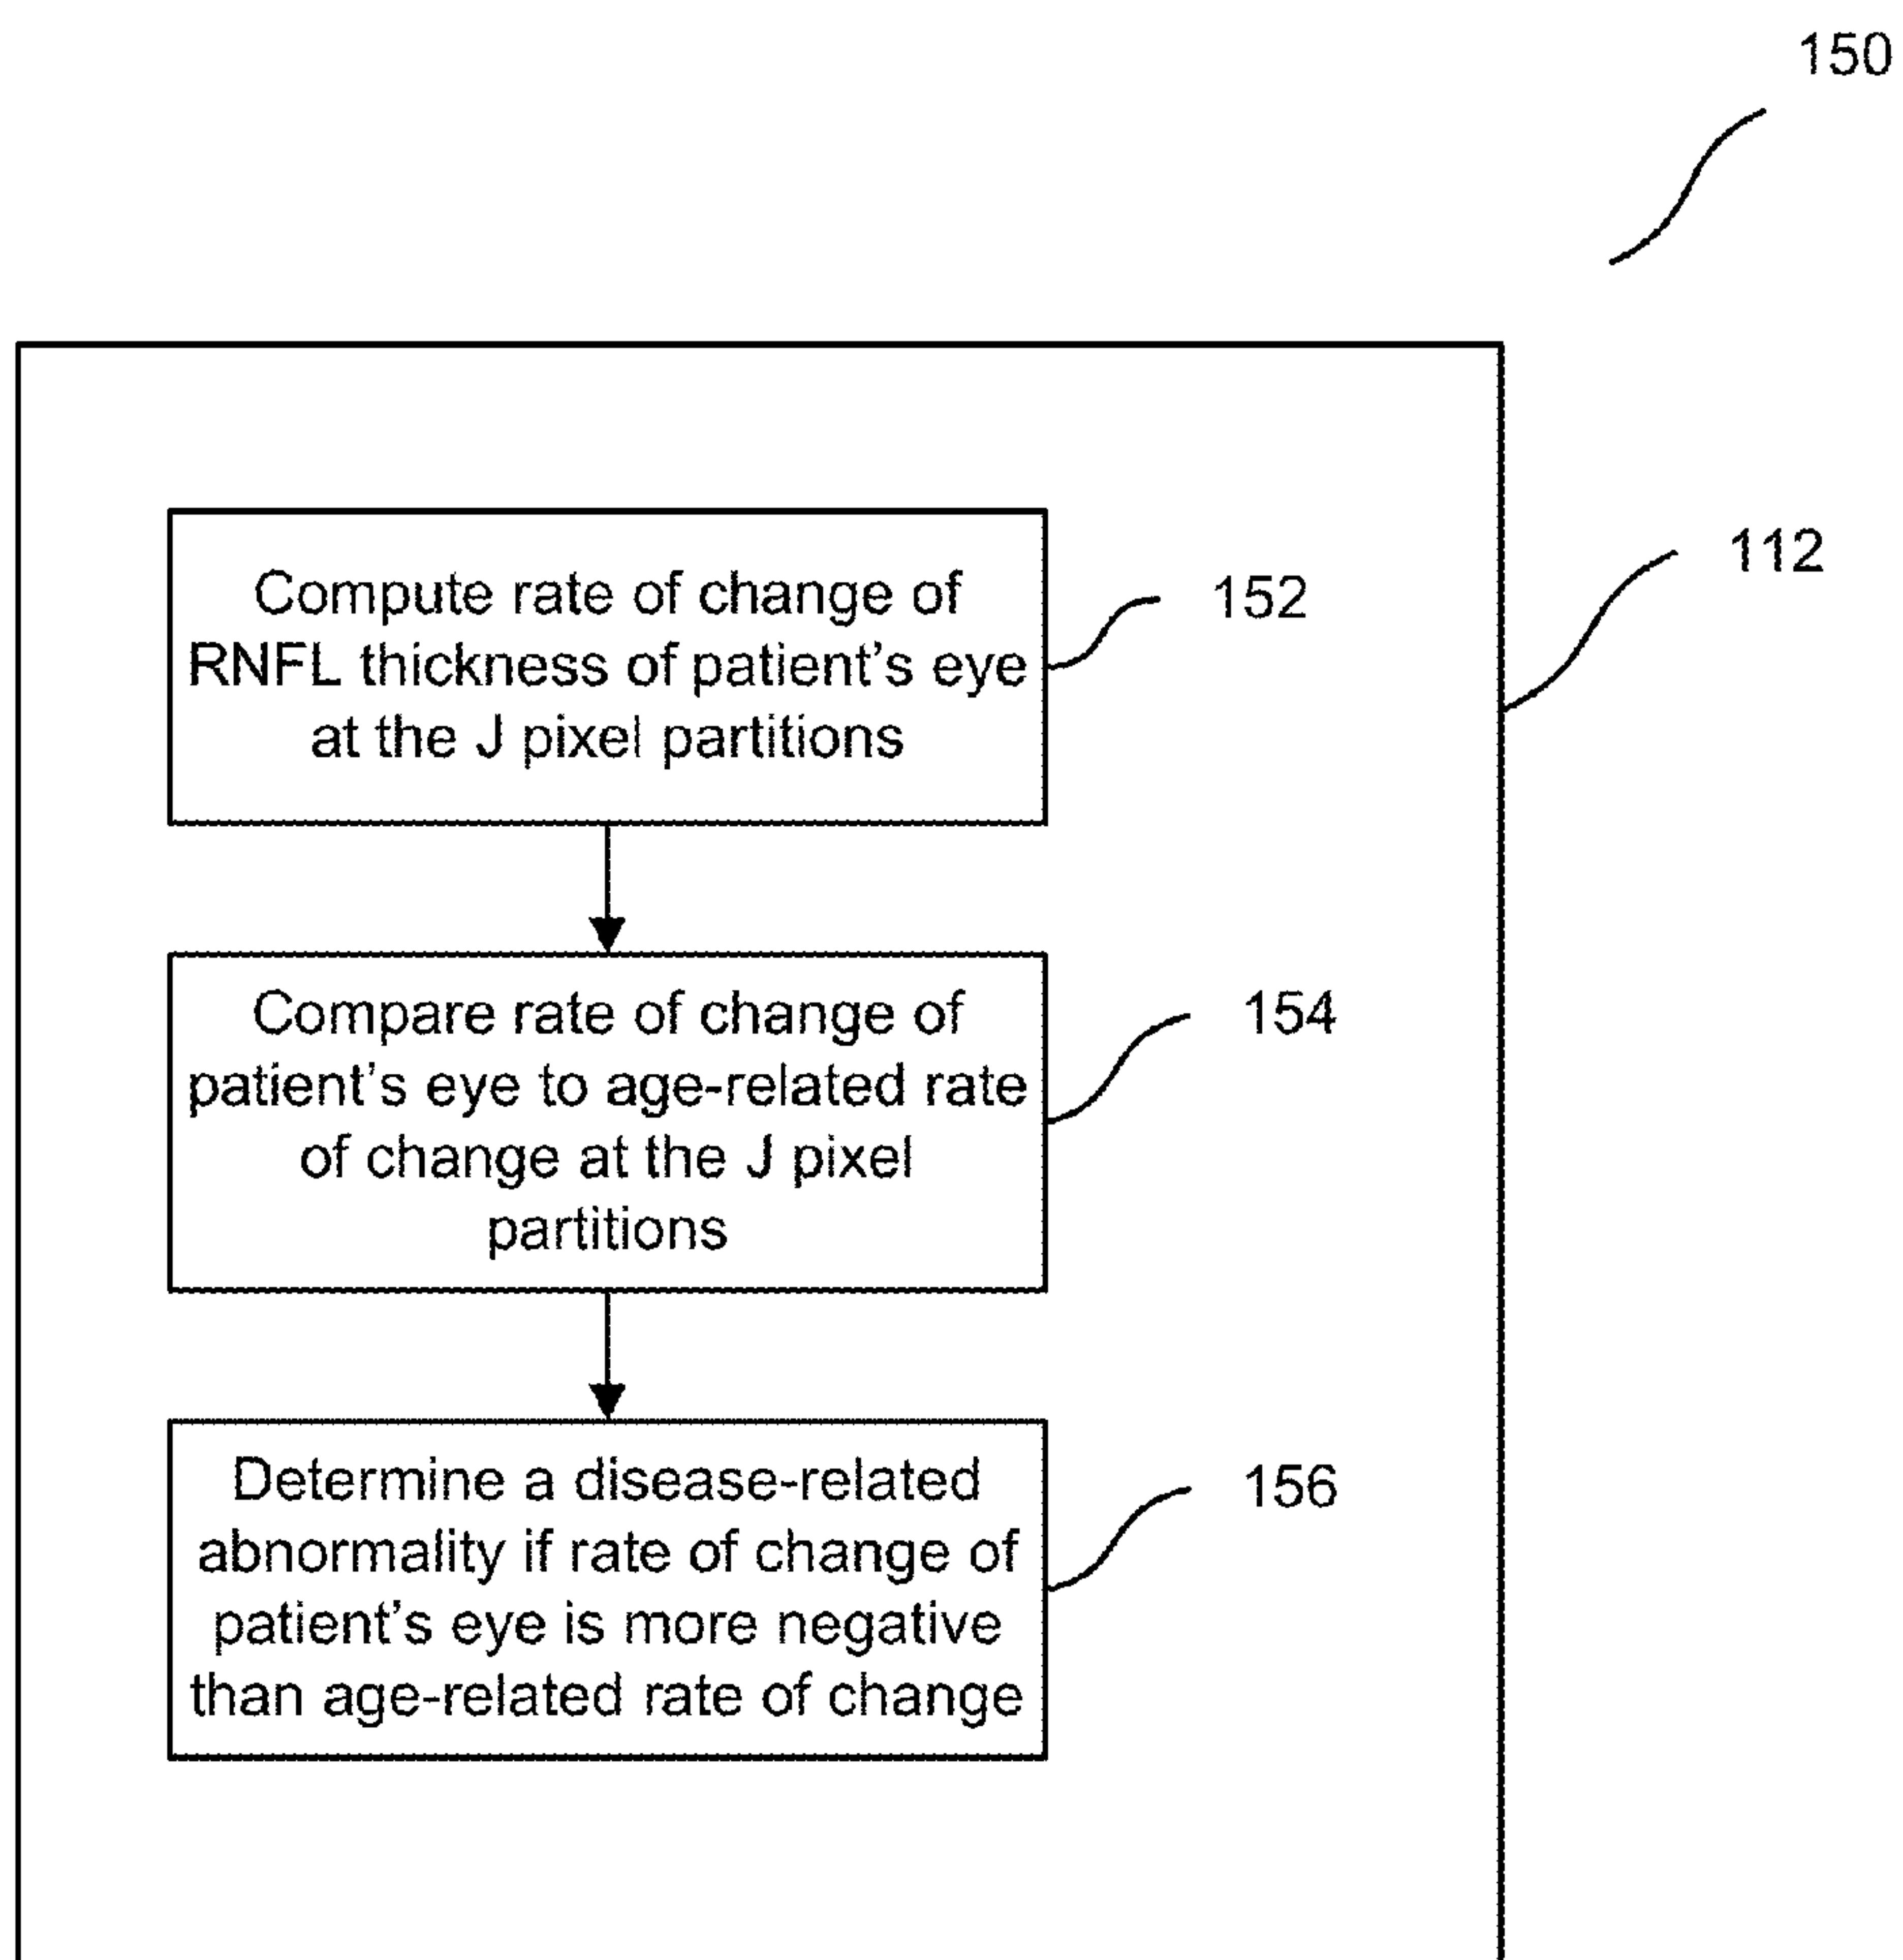 150
112
Compute rate of change of
RNFL thickness of patient's eye
at the J pixel partitions
152
Compare rate of change of
patient's eye to age-related rate
of change at the J pixel
partitions
154
Determine a disease-related
abnormality if rate of change of
patient's eye is more negative
than age-related rate of change
156